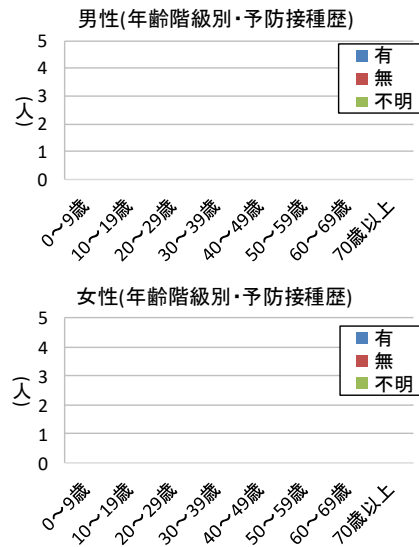 男性(年齢階級別･予防接種歴)
5
4
3
2
1
0
(人)
有
無
不明
0～9歳
10～19歳
20～29歳
30～39歳
40～49歳
50～59歳
60～69歳
70歳以上
女性(年齢階級別･予防接種歴)
5
4
3
2
1
0
(人)
有
無
不明
0～9歳
10～19歳
20～29歳
30～39歳
40～49歳
50～59歳
60～69歳
70歳以上